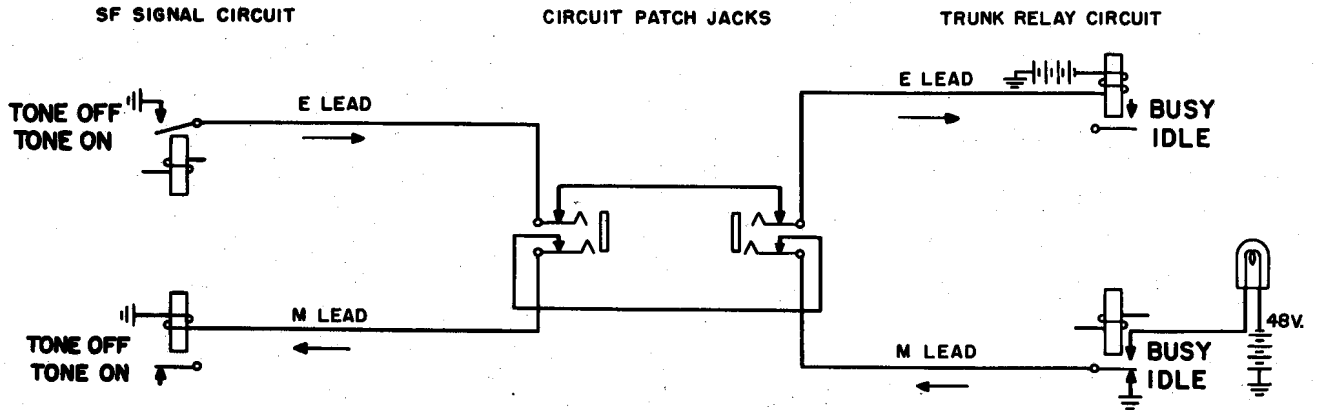 SF SIGNAL CIRCUIT
CIRCUIT PATCH JACKS
TRUNK RELAY CIRCUIT
TONE OFF
TONE ON
E LEAD
E LEAD
BUSY
IDLE
M LEAD
TONE OFF
TONE ON
M LEAD
48V.
BUSY
IDLE